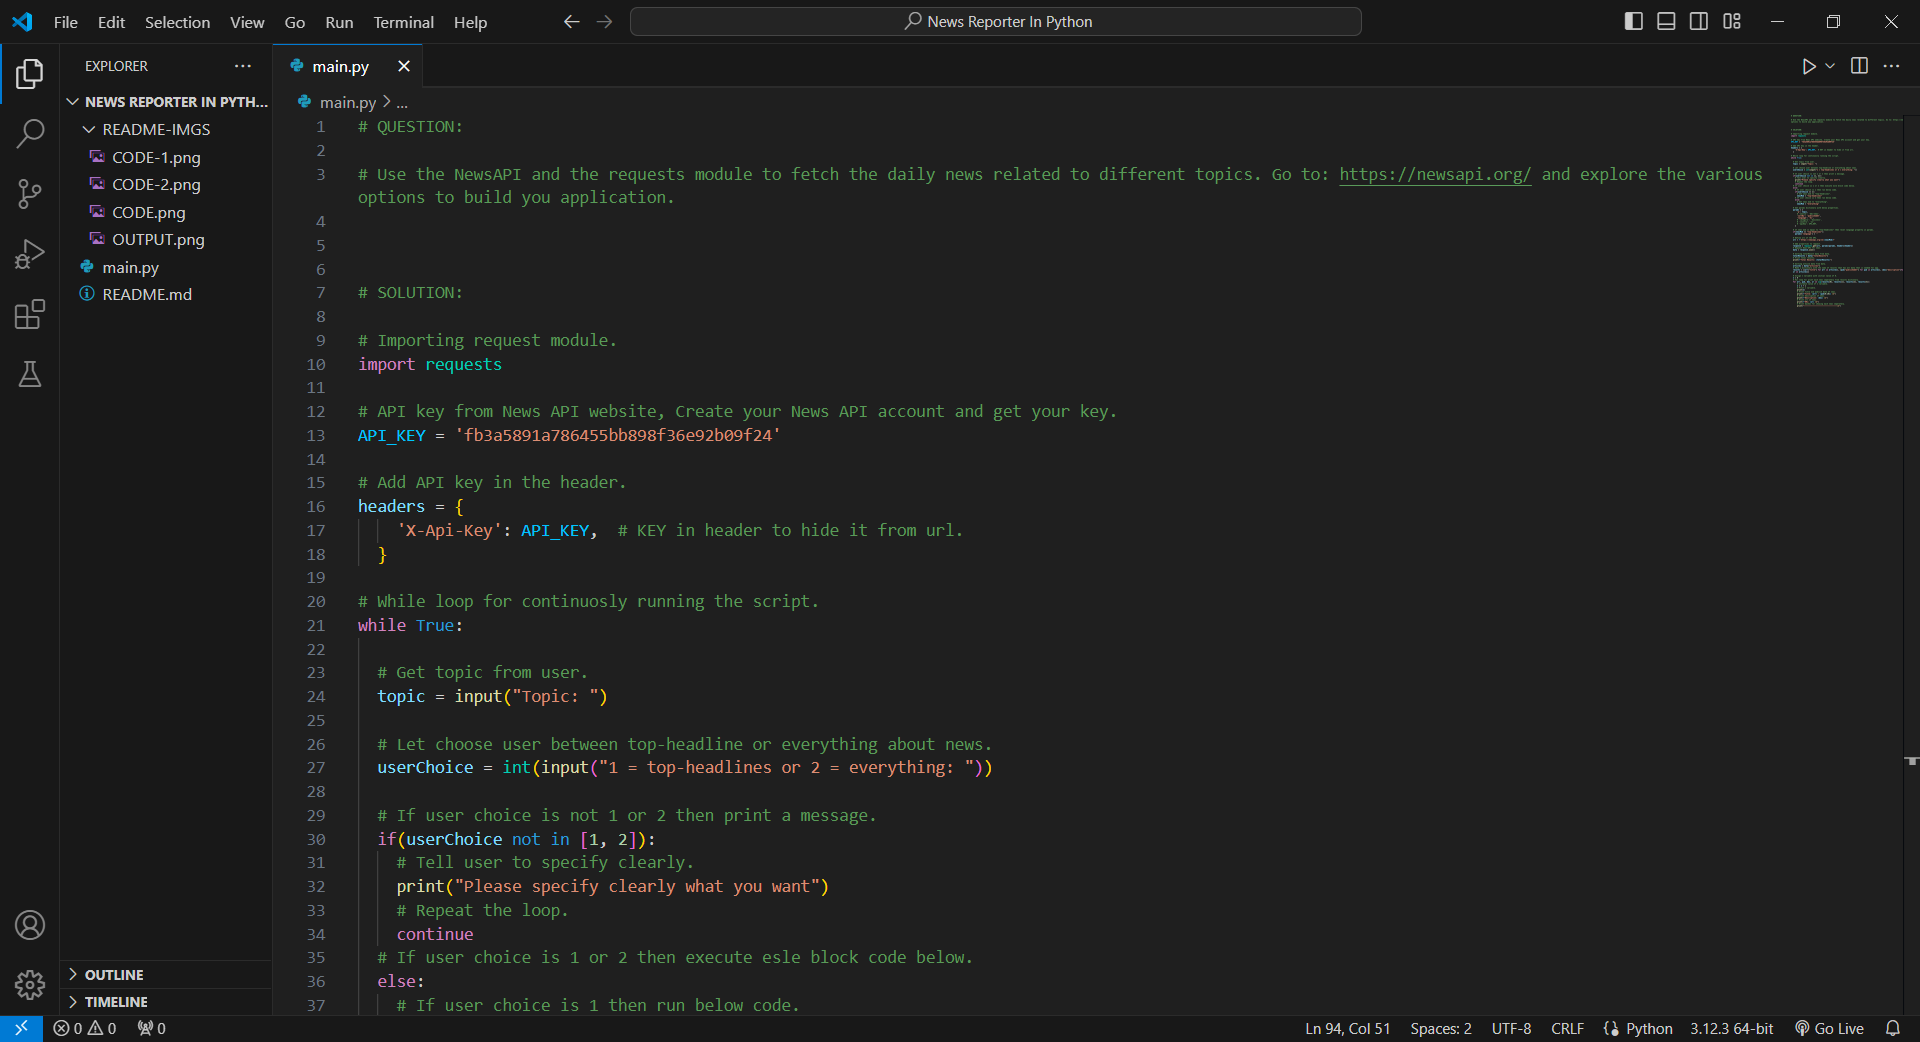 File Edit Selection View Go Run Terminal Help
News Reporter In Python
EXPLORER
NEWS REPORTER IN PYTH...
README-IMGS
CODE-1.png
CODE-2.png
CODE.png
OUTPUT.png
main.py
README.md
OUTLINE
TIMELINE
main.py
main.py > ...
1 # QUESTION:
2
3 # Use the NewsAPI and the requests module to fetch the daily news related to different topics. Go to: https://newsapi.org/ and explore the various
options to build you application.
4
5
6
7 # SOLUTION:
8
9 # Importing request module.
10 import requests
11
12 # API key from News API website, Create your News API account and get your key.
13 API_KEY = 'fb3a5891a786455bb898f36e92b09f24'
14
15 # Add API key in the header.
16 headers = {
17 'X-Api-Key': API_KEY, # KEY in header to hide it from url.
18 }
19
20 # While loop for continuosly running the script.
21 while True:
22
23 # Get topic from user.
24 topic = input("Topic: ")
25
26 # Let choose user between top-headline or everything about news.
27 userChoice = int(input("1 = top-headlines or 2 = everything: "))
28
29 # If user choice is not 1 or 2 then print a message.
30 if(userChoice not in [1, 2]):
31 # Tell user to specify clearly.
32 print("Please specify clearly what you want")
33 # Repeat the loop.
34 continue
35 # If user choice is 1 or 2 then execute esle block code below.
36 else:
37 # If user choice is 1 then run below code.
0 0 0
Ln 94, Col 51 Spaces: 2 UTF-8 CRLF Python 3.12.3 64-bit Go Live